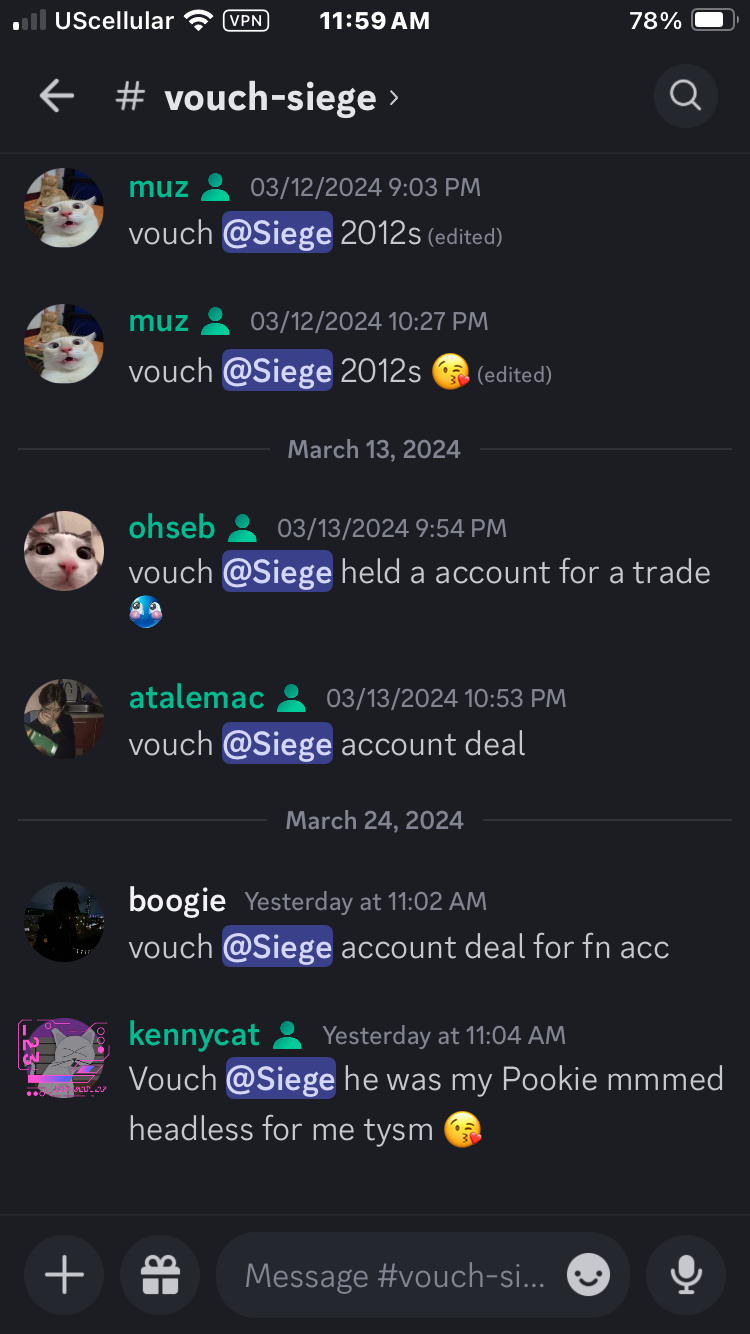 UScellular VPN 11:59 AM 78%
# vouch-siege
muz 03/12/2024 9:03 PM
vouch @Siege 2012s (edited)
muz 03/12/2024 10:27 PM
vouch @Siege 2012s 😘 (edited)
March 13, 2024
ohseb 03/13/2024 9:54 PM
vouch @Siege held a account for a trade
atalemac 03/13/2024 10:53 PM
vouch @Siege account deal
March 24, 2024
boogie Yesterday at 11:02 AM
vouch @Siege account deal for fn acc
kennycat Yesterday at 11:04 AM
Vouch @Siege he was my Pookie mmmed
headless for me tysm 😘
Message #vouch-si...